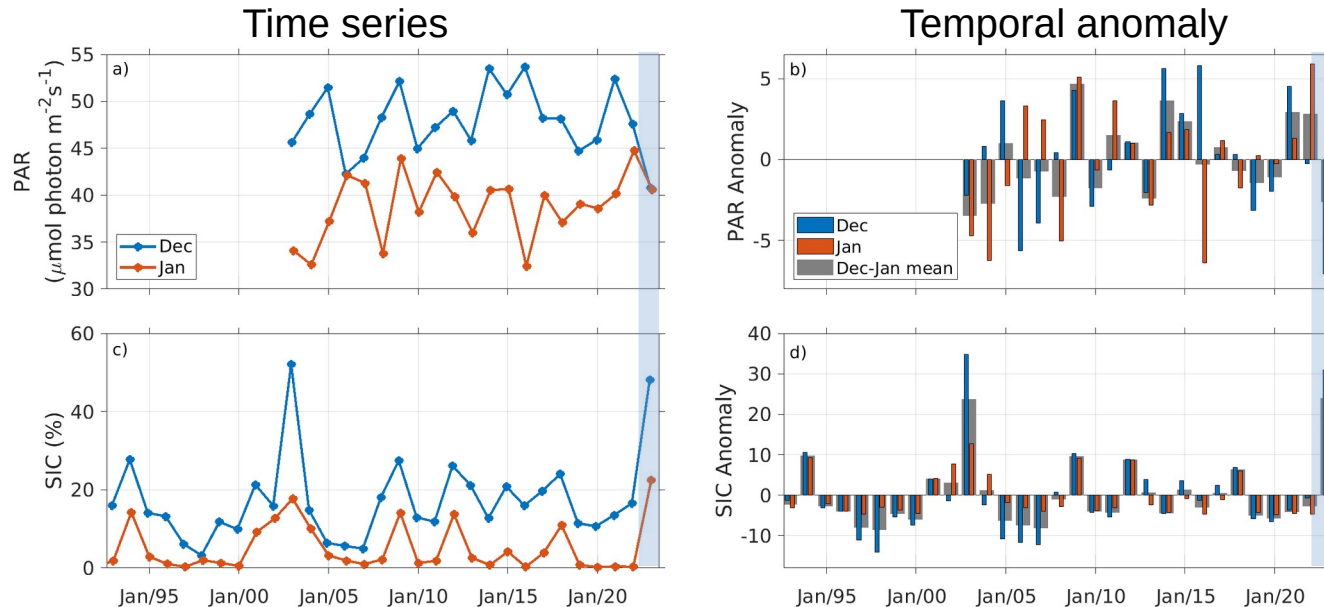 Time series
Temporal anomaly
a)
PAR
(μmol photon m⁻²s⁻¹)
55
50
45
40
35
30
Dec
Jan
b)
PAR Anomaly
5
0
-5
Dec
Jan
Dec-Jan mean
c)
SIC (%)
60
40
20
0
Jan/95
Jan/00
Jan/05
Jan/10
Jan/15
Jan/20
d)
SIC Anomaly
40
30
20
10
0
-10
Jan/95
Jan/00
Jan/05
Jan/10
Jan/15
Jan/20